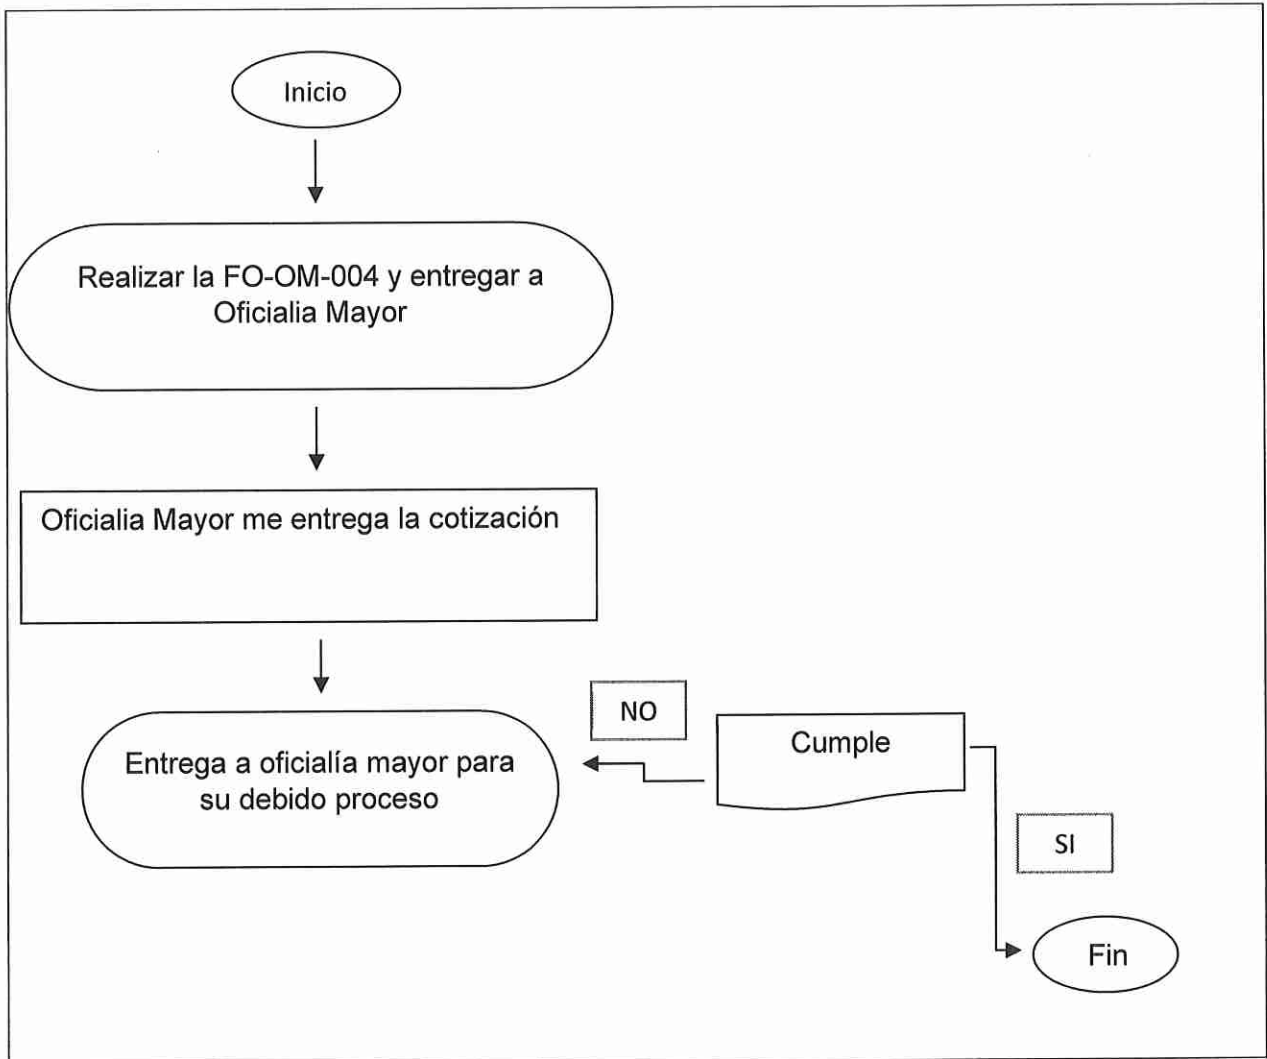 Inicio
Realizar la FO-OM-004 y entregar a
Oficialia Mayor
Oficialia Mayor me entrega la cotización
NO
Cumple
Entrega a oficialía mayor para
su debido proceso
SI
Fin